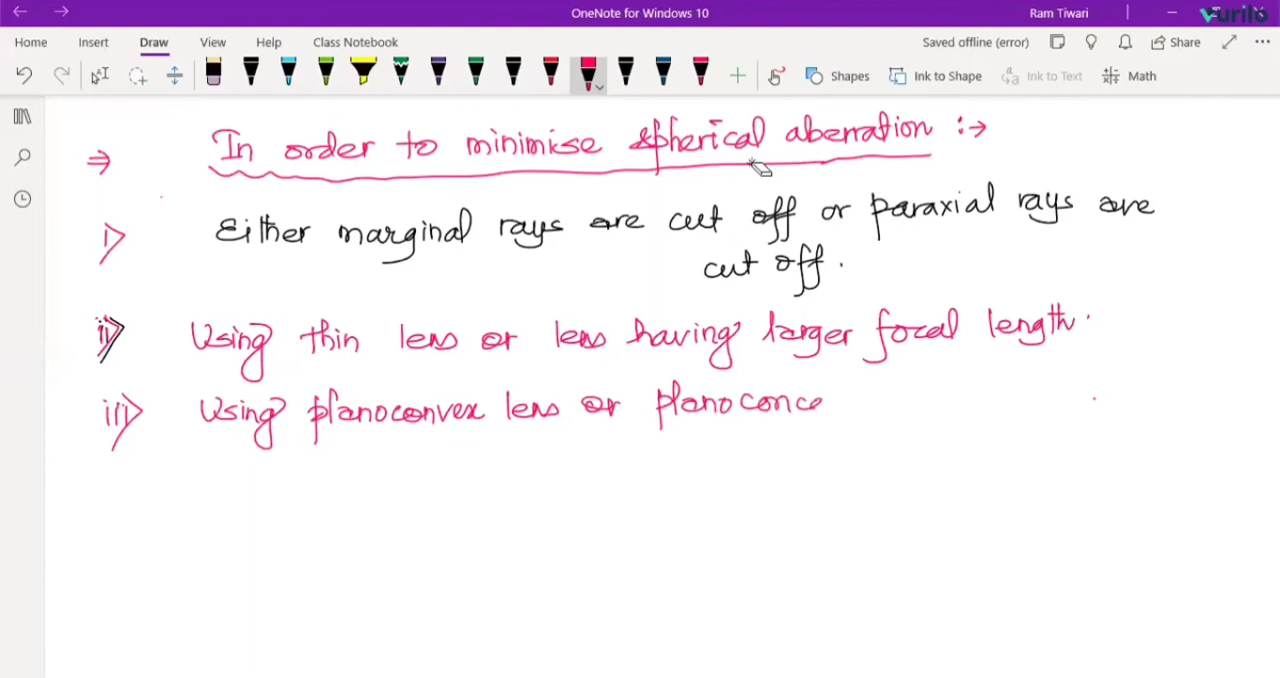 OneNote for Windows 10
Ram Tiwari
Vurilo
Home Insert Draw View Help Class Notebook
Saved offline (error) Share
Shapes Ink to Shape Ink to Text Math
⇒ In order to minimise spherical aberration :→
i) Either marginal rays are cut off or paraxial rays are
cut off.
ii) Using thin lens or lens having larger focal length.
iii) Using planoconvex lens or planoconce